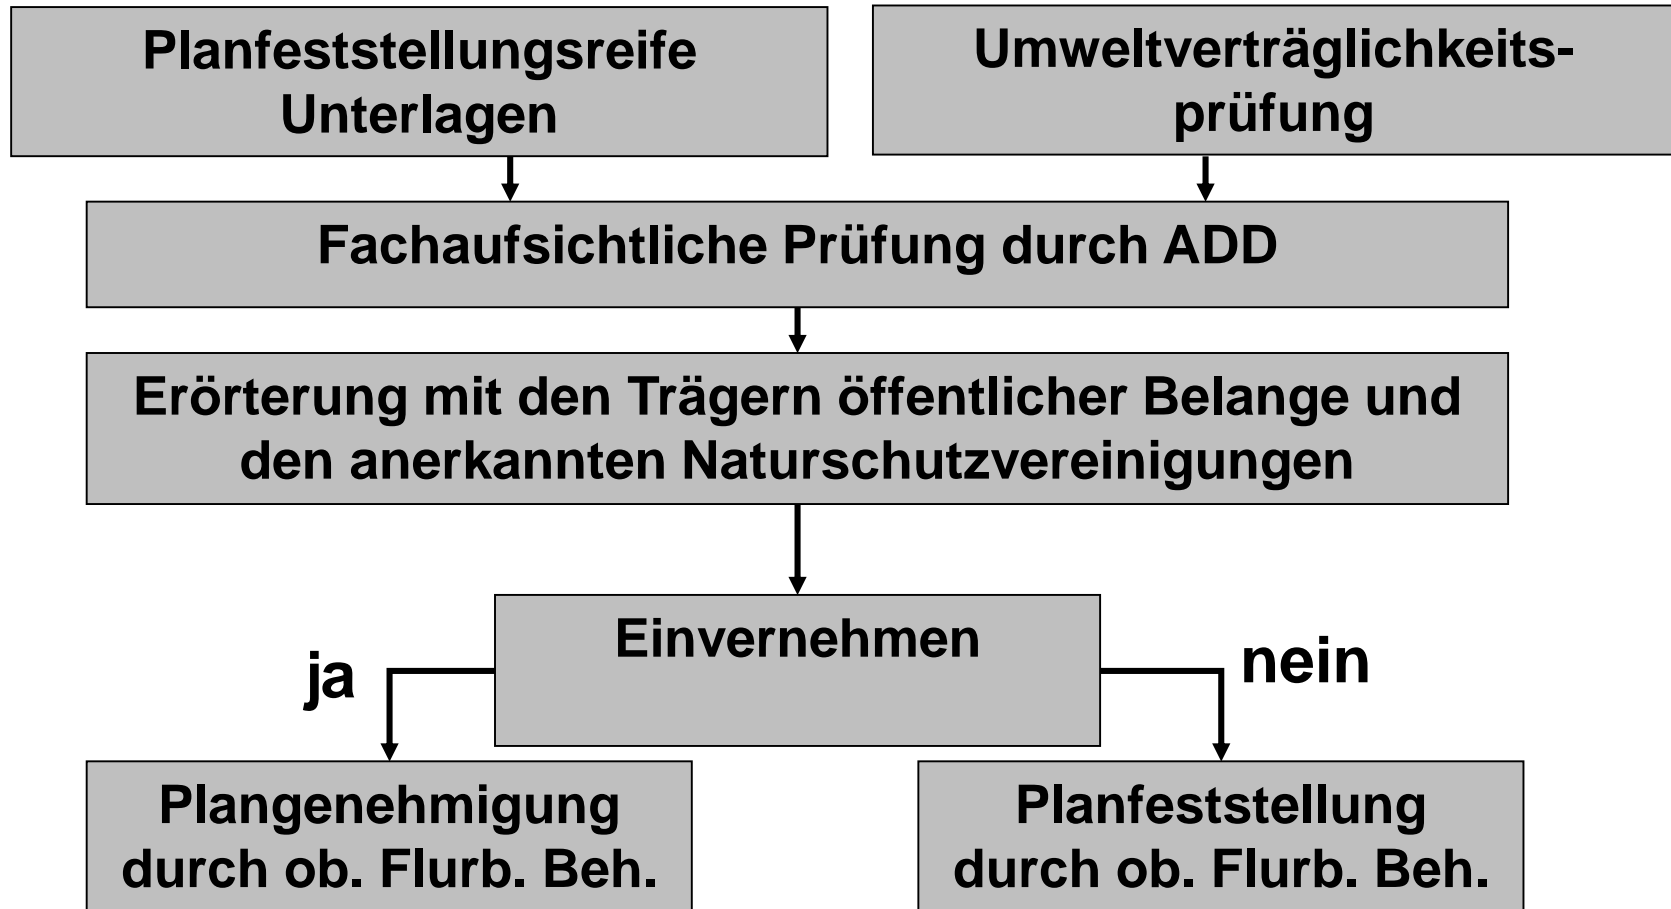 Planfeststellungsreife
Unterlagen
Umweltverträglichkeits-
prüfung
Fachaufsichtliche Prüfung durch ADD
Erörterung mit den Trägern öffentlicher Belange und
den anerkannten Naturschutzvereinigungen
Einvernehmen
ja
nein
Plangenehmigung
durch ob. Flurb. Beh.
Planfeststellung
durch ob. Flurb. Beh.